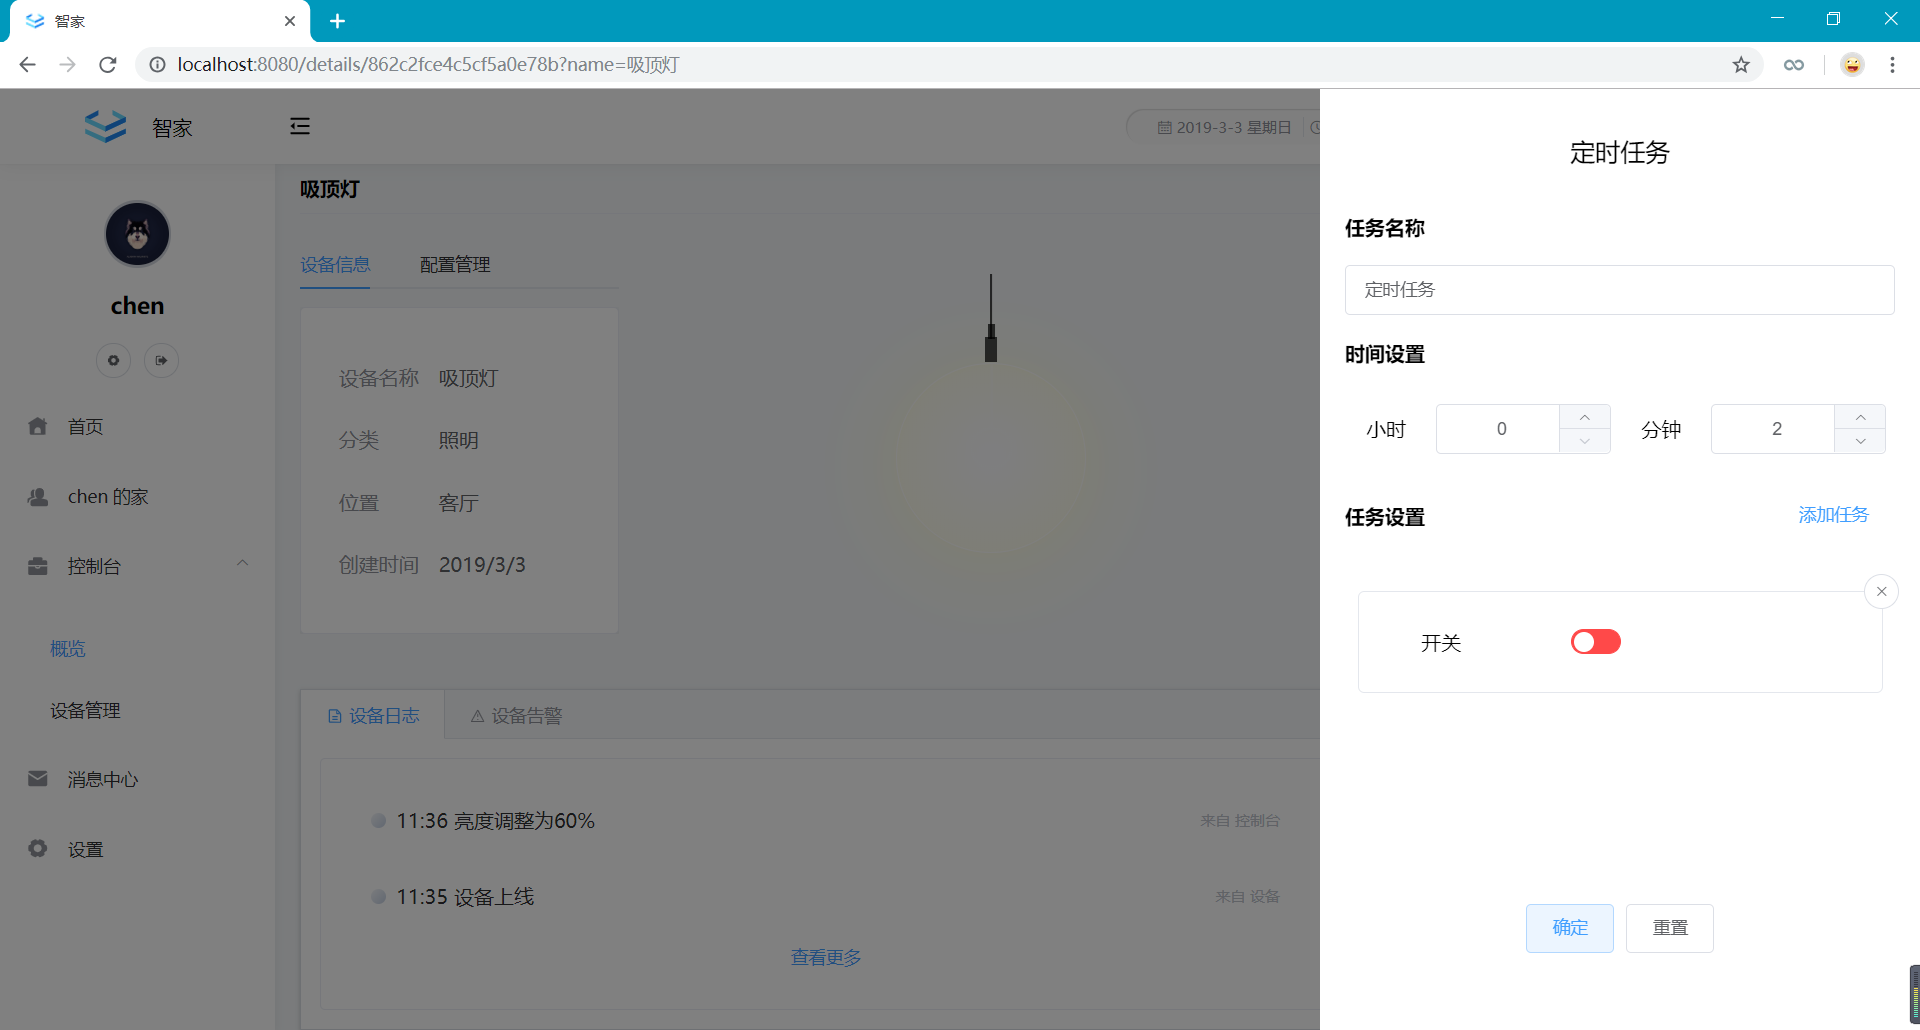 智家
localhost:8080/details/862c2fce4c5cf5a0e78b?name=吸顶灯
智家
2019-3-3 星期日
chen
首页
chen 的家
控制台
概览
设备管理
消息中心
设置
吸顶灯
设备信息 配置管理
设备名称 吸顶灯
分类 照明
位置 客厅
创建时间 2019/3/3
设备日志 设备告警
11:36 亮度调整为60% 来自 控制台
11:35 设备上线 来自 设备
查看更多
定时任务
任务名称
定时任务
时间设置
小时 0 分钟 2
任务设置 添加任务
开关
确定 重置